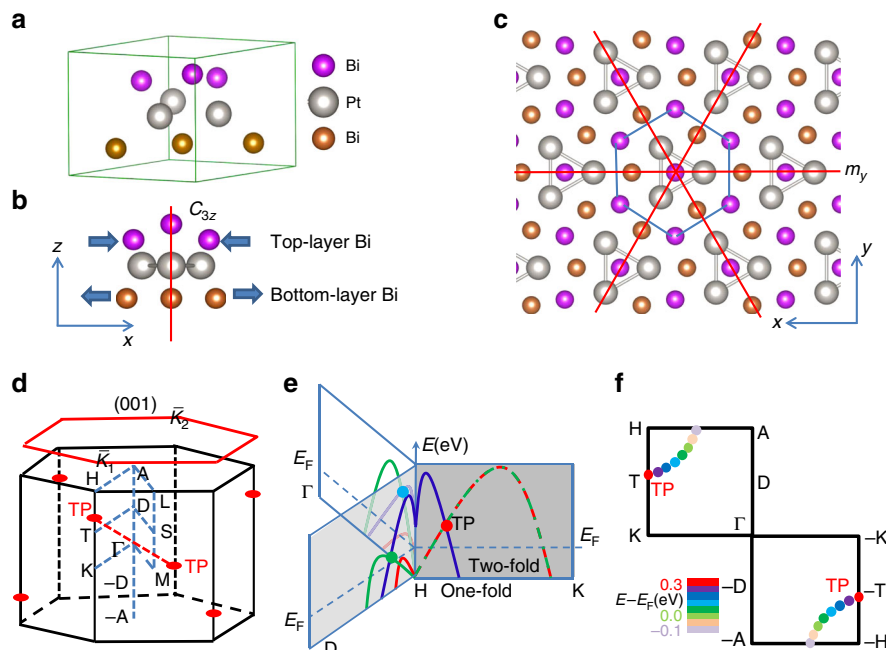 a
Bi
Pt
Bi
b
z
C3z
Top-layer Bi
Bottom-layer Bi
x
c
my
y
x
d
(001)
K̅2
K̅1
H
A
TP
D
L
T
S
Γ
TP
K
−D
M
−A
e
E(eV)
EF
Γ
TP
EF
Two-fold
H
One-fold
K
EF
D
f
H
A
T
TP
D
K
Γ
−K
0.3
−D
TP
−T
E−EF(eV)
0.0
−0.1
−A
−H